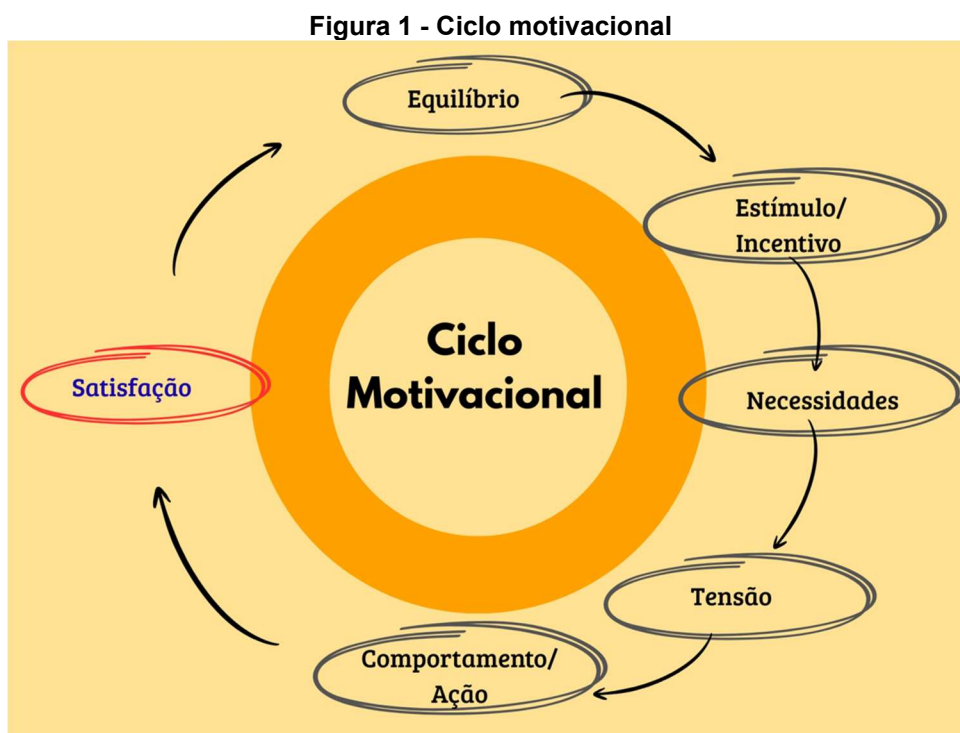 Figura 1 - Ciclo motivacional
Equilíbrio
Estímulo/
Incentivo
Necessidades
Tensão
Comportamento/
Ação
Satisfação
Ciclo
Motivacional